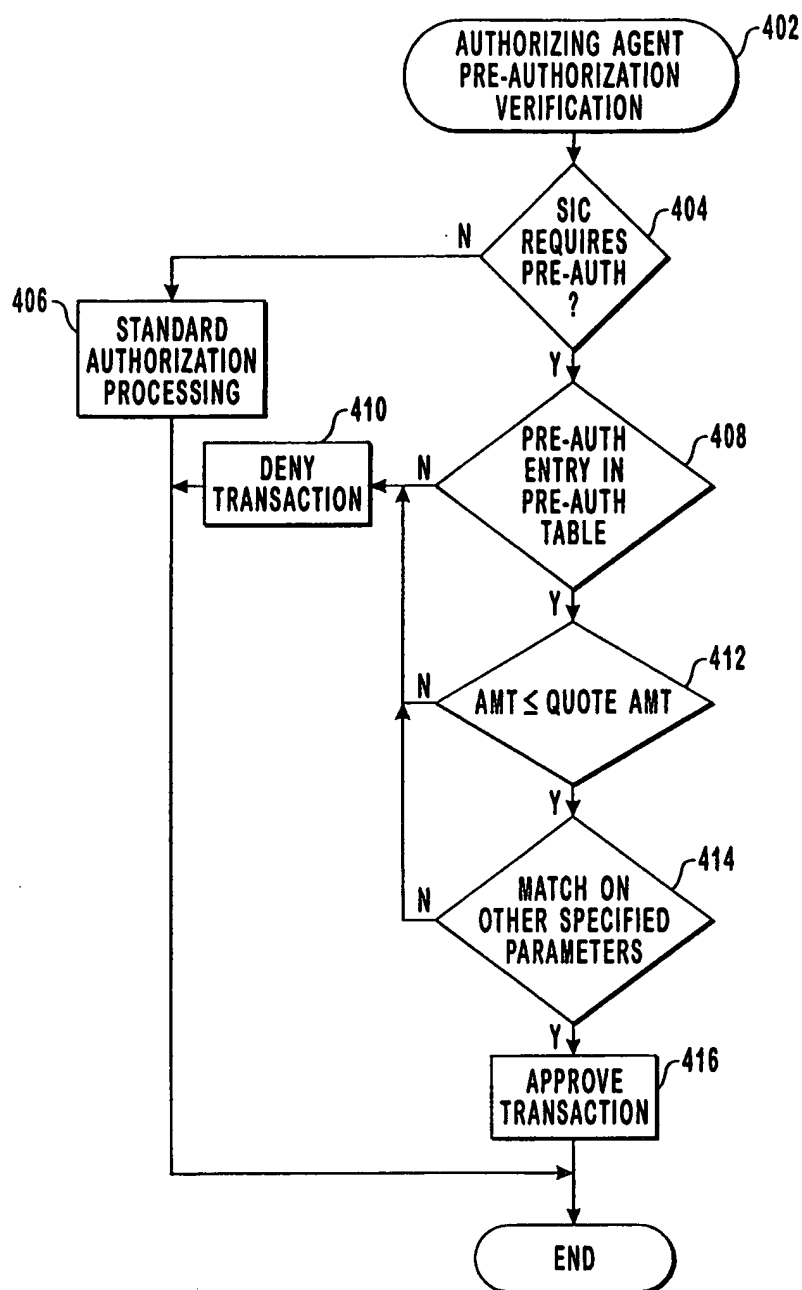 402
AUTHORIZING AGENT
PRE-AUTHORIZATION
VERIFICATION
404
SIC
REQUIRES
PRE-AUTH
?
N
Y
406
STANDARD
AUTHORIZATION
PROCESSING
410
DENY
TRANSACTION
N
408
PRE-AUTH
ENTRY IN
PRE-AUTH
TABLE
Y
412
N
AMT ≤ QUOTE AMT
Y
414
N
MATCH ON
OTHER SPECIFIED
PARAMETERS
Y
416
APPROVE
TRANSACTION
END